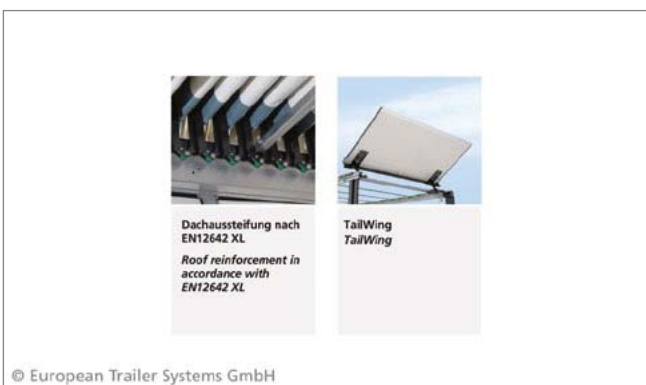 Dachaussteifung nach
EN12642 XL
Roof reinforcement in
accordance with
EN12642 XL
TailWing
TailWing
© European Trailer Systems GmbH